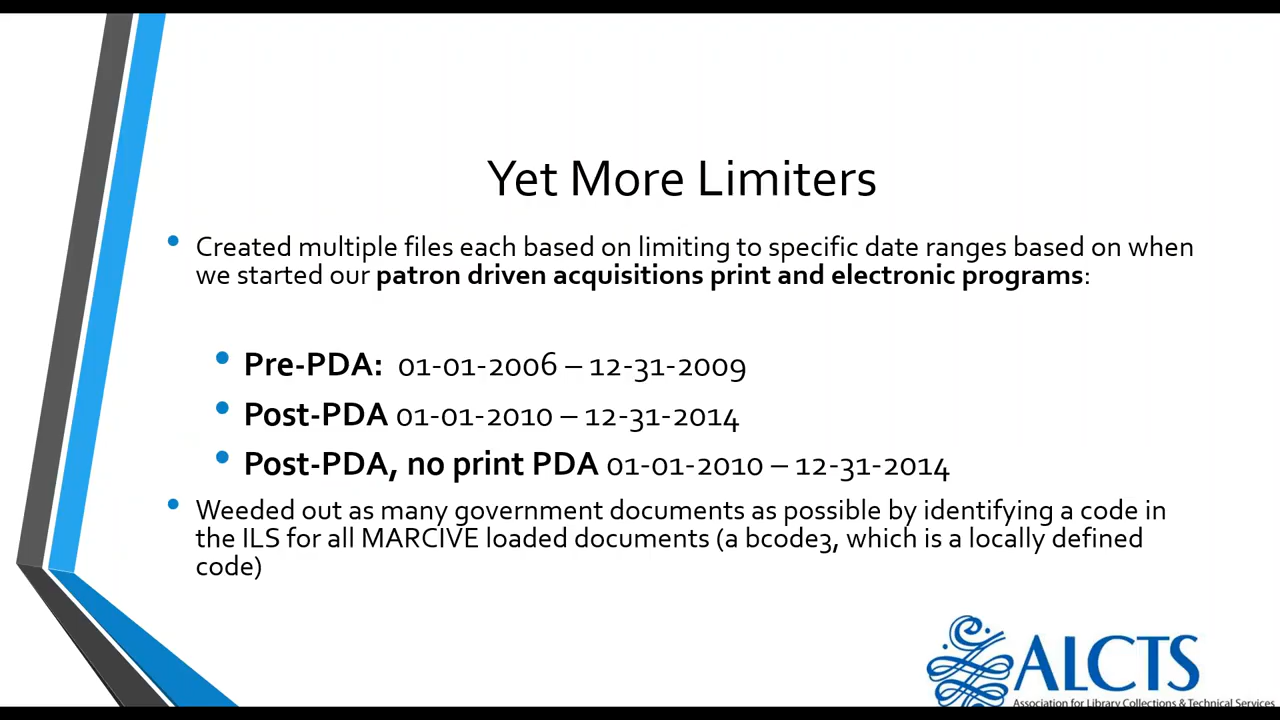 Yet More Limiters
• Created multiple files each based on limiting to specific date ranges based on when
we started our patron driven acquisitions print and electronic programs:
• Pre-PDA: 01-01-2006 – 12-31-2009
• Post-PDA 01-01-2010 – 12-31-2014
• Post-PDA, no print PDA 01-01-2010 – 12-31-2014
• Weeded out as many government documents as possible by identifying a code in
the ILS for all MARCIVE loaded documents (a bcode3, which is a locally defined
code)
ALCTS
Association for Library Collections & Technical Services